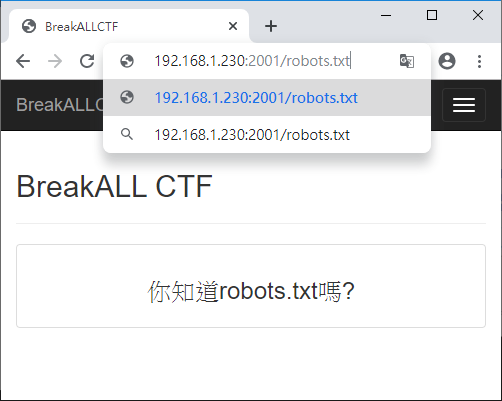 BreakALLCTF
192.168.1.230:2001/robots.txt
BreakALLC
192.168.1.230:2001/robots.txt
192.168.1.230:2001/robots.txt
BreakALL CTF
你知道robots.txt嗎?